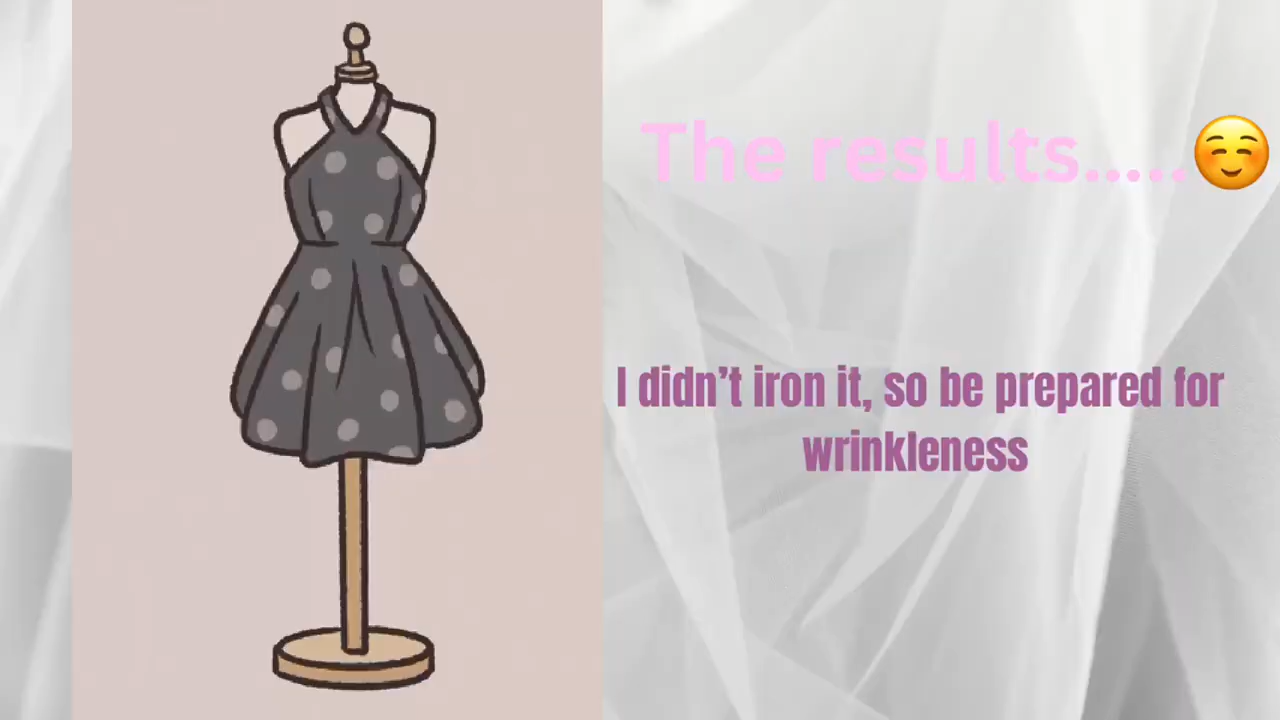 The results.....☺️
I didn't iron it, so be prepared for
wrinkleness